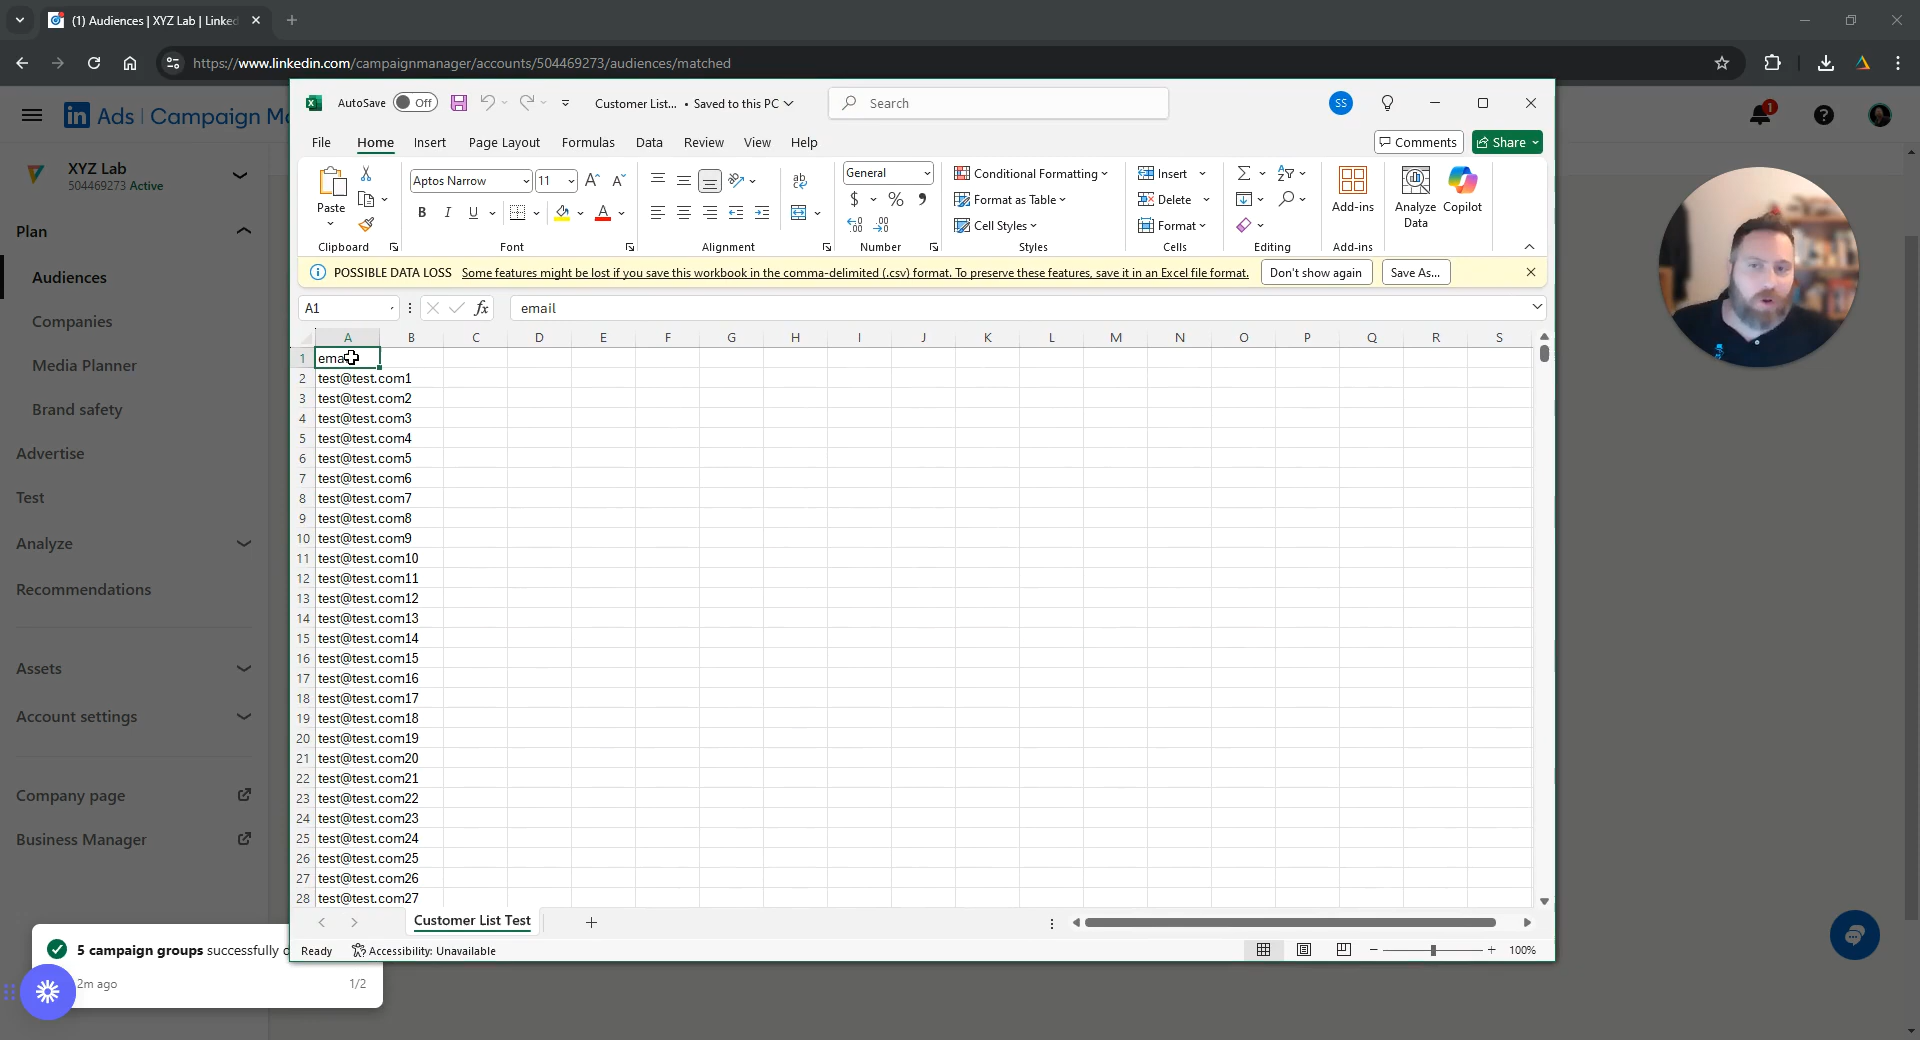 (1) Audiences | XYZ Lab | Linked
https://www.linkedin.com/campaignmanager/accounts/504469273/audiences/matched
in Ads | Campaign Ma
1
XYZ Lab
504469273 Active
Plan
Audiences
Companies
Media Planner
Brand safety
Advertise
Test
Analyze
Recommendations
Assets
Account settings
Company page
Business Manager
5 campaign groups successfully
2m ago
1/2
AutoSave Off
Customer List... • Saved to this PC
Search
SS
File Home Insert Page Layout Formulas Data Review View Help
Comments Share
Paste
Clipboard
Aptos Narrow 11
B I U
Font
Alignment
General
$ %
Number
Conditional Formatting
Format as Table
Cell Styles
Styles
Insert
Delete
Format
Cells
Editing
Add-ins
Add-ins
Analyze Data
Copilot
POSSIBLE DATA LOSS Some features might be lost if you save this workbook in the comma-delimited (.csv) format. To preserve these features, save it in an Excel file format. Don't show again Save As...
A1 fx email
A B C D E F G H I J K L M N O P Q R S
1 ema
2 test@test.com1
3 test@test.com2
4 test@test.com3
5 test@test.com4
6 test@test.com5
7 test@test.com6
8 test@test.com7
9 test@test.com8
10 test@test.com9
11 test@test.com10
12 test@test.com11
13 test@test.com12
14 test@test.com13
15 test@test.com14
16 test@test.com15
17 test@test.com16
18 test@test.com17
19 test@test.com18
20 test@test.com19
21 test@test.com20
22 test@test.com21
23 test@test.com22
24 test@test.com23
25 test@test.com24
26 test@test.com25
27 test@test.com26
28 test@test.com27
Customer List Test
Ready Accessibility: Unavailable
100%